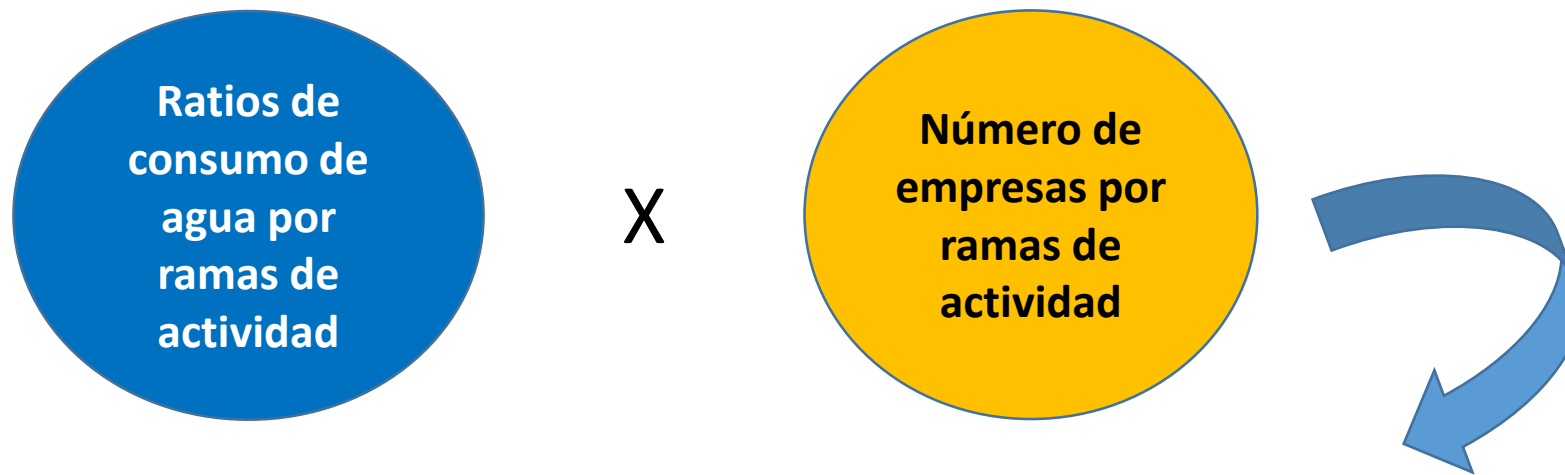 Ratios de
consumo de
agua por
ramas de
actividad
X
Número de
empresas por
ramas de
actividad